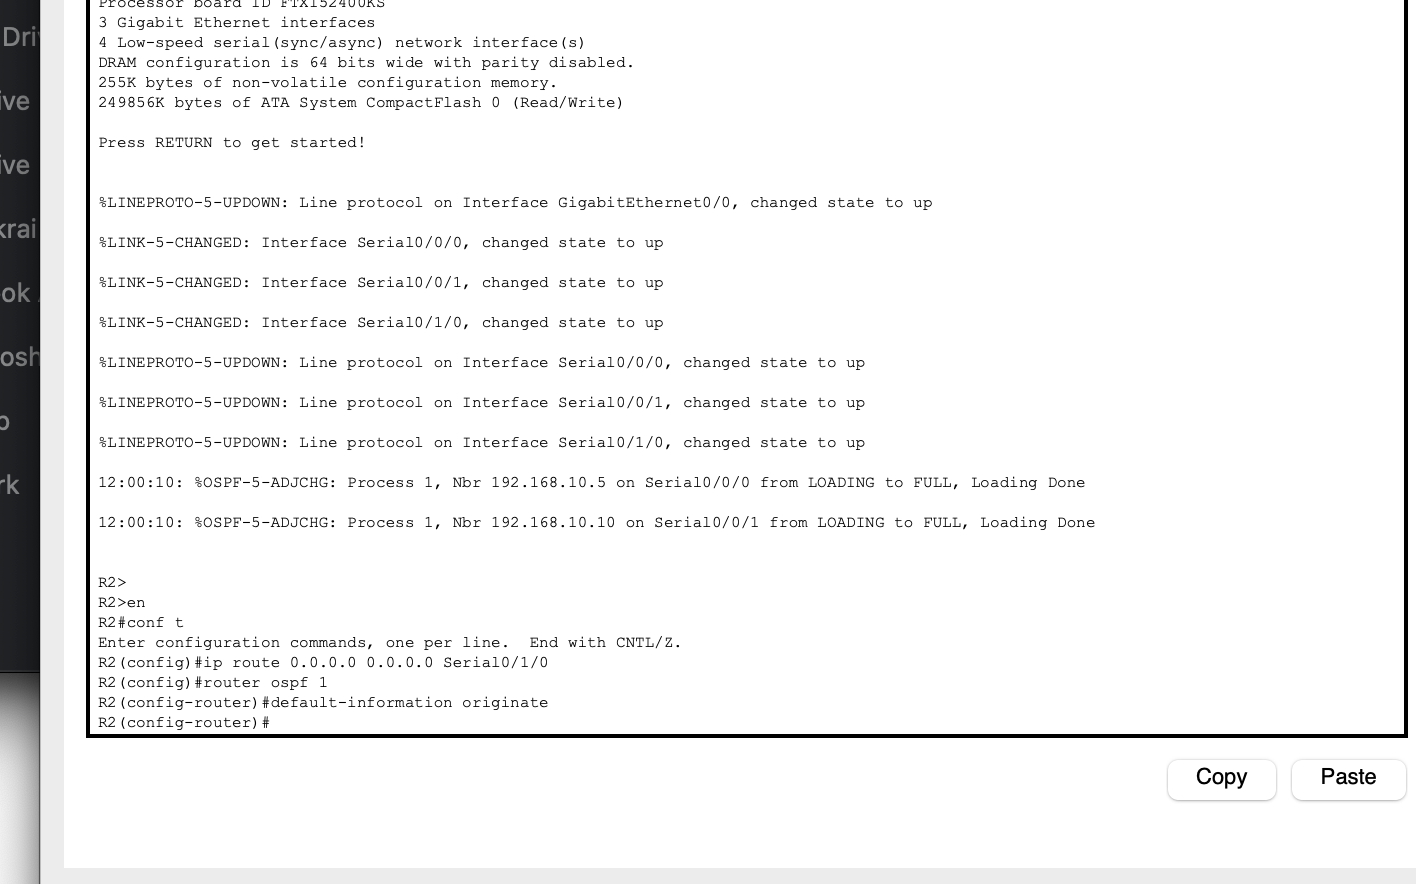 Processor board ID FTX152400KS
3 Gigabit Ethernet interfaces
4 Low-speed serial(sync/async) network interface(s)
DRAM configuration is 64 bits wide with parity disabled.
255K bytes of non-volatile configuration memory.
249856K bytes of ATA System CompactFlash 0 (Read/Write)
Press RETURN to get started!
%LINEPROTO-5-UPDOWN: Line protocol on Interface GigabitEthernet0/0, changed state to up
%LINK-5-CHANGED: Interface Serial0/0/0, changed state to up
%LINK-5-CHANGED: Interface Serial0/0/1, changed state to up
%LINK-5-CHANGED: Interface Serial0/1/0, changed state to up
%LINEPROTO-5-UPDOWN: Line protocol on Interface Serial0/0/0, changed state to up
%LINEPROTO-5-UPDOWN: Line protocol on Interface Serial0/0/1, changed state to up
%LINEPROTO-5-UPDOWN: Line protocol on Interface Serial0/1/0, changed state to up
12:00:10: %OSPF-5-ADJCHG: Process 1, Nbr 192.168.10.5 on Serial0/0/0 from LOADING to FULL, Loading Done
12:00:10: %OSPF-5-ADJCHG: Process 1, Nbr 192.168.10.10 on Serial0/0/1 from LOADING to FULL, Loading Done
R2>
R2>en
R2#conf t
Enter configuration commands, one per line.  End with CNTL/Z.
R2(config)#ip route 0.0.0.0 0.0.0.0 Serial0/1/0
R2(config)#router ospf 1
R2(config-router)#default-information originate
R2(config-router)#
Copy
Paste